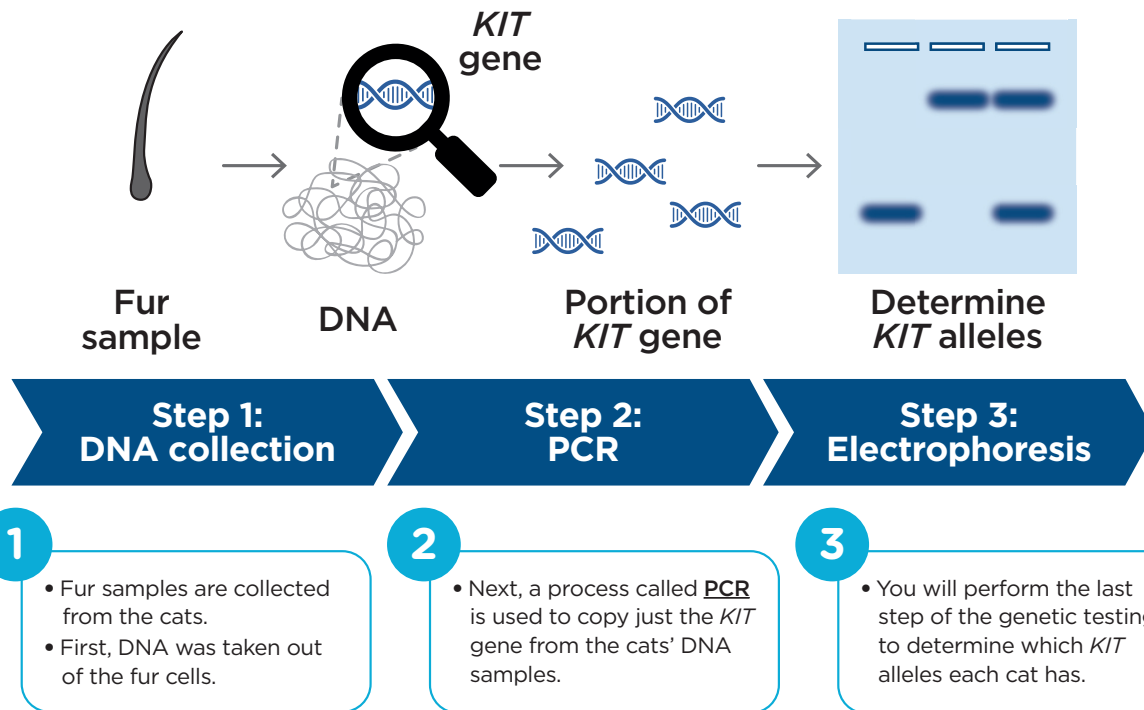 KIT
gene
Fur
sample
DNA
Portion of
KIT gene
Determine
KIT alleles
Step 1:
DNA collection
Step 2:
PCR
Step 3:
Electrophoresis
1
• Fur samples are collected
from the cats.
• First, DNA was taken out
of the fur cells.
2
• Next, a process called PCR
is used to copy just the KIT
gene from the cats’ DNA
samples.
3
• You will perform the last
step of the genetic testing
to determine which KIT
alleles each cat has.